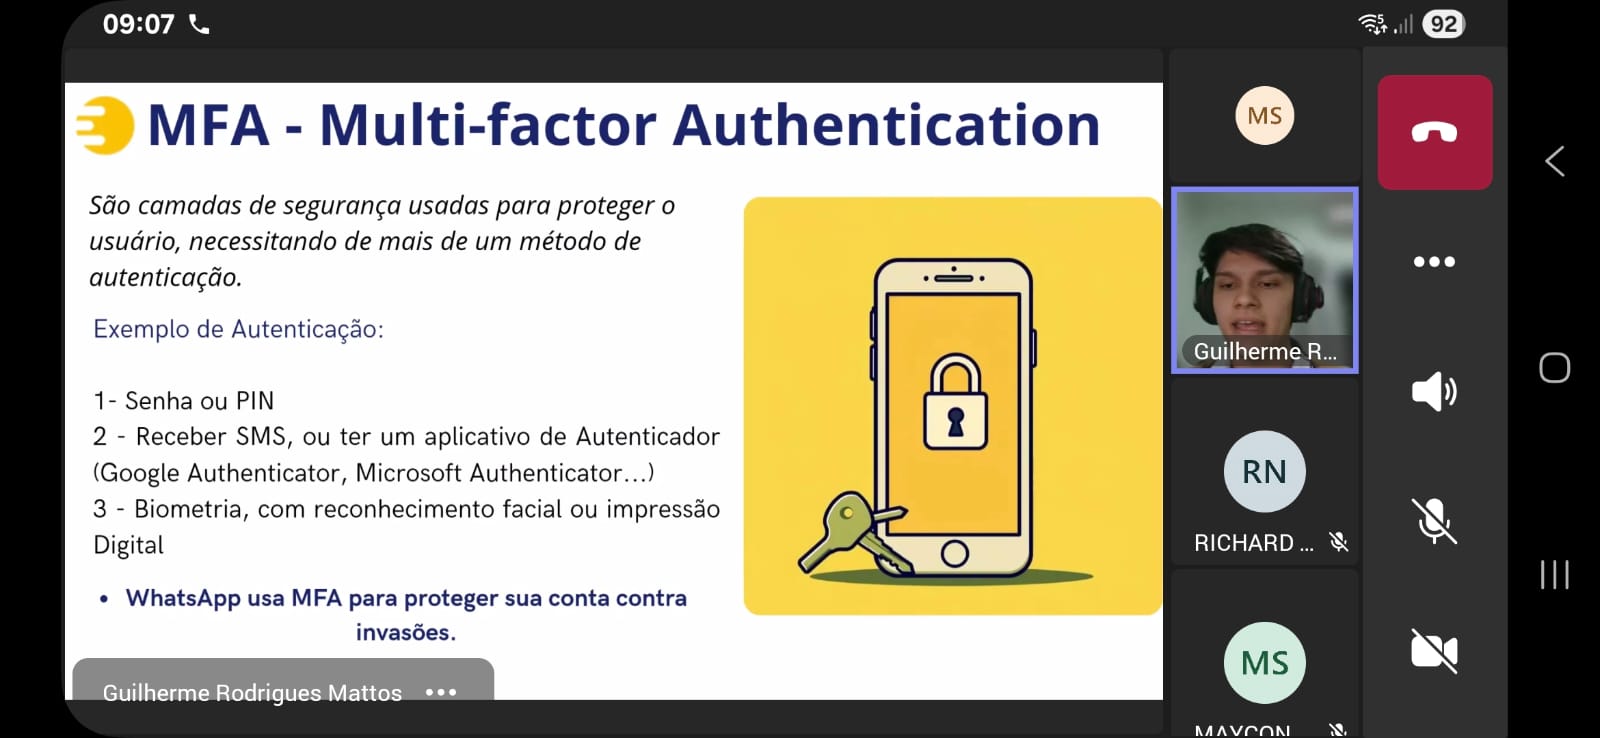 09:07
5
92
MFA - Multi-factor Authentication
São camadas de segurança usadas para proteger o
usuário, necessitando de mais de um método de
autenticação.
Exemplo de Autenticação:
1- Senha ou PIN
2 - Receber SMS, ou ter um aplicativo de Autenticador
(Google Authenticator, Microsoft Authenticator...)
3 - Biometria, com reconhecimento facial ou impressão
Digital
• WhatsApp usa MFA para proteger sua conta contra
invasões.
Guilherme Rodrigues Mattos
MS
Guilherme R...
RN
RICHARD ...
MS
MAYCON